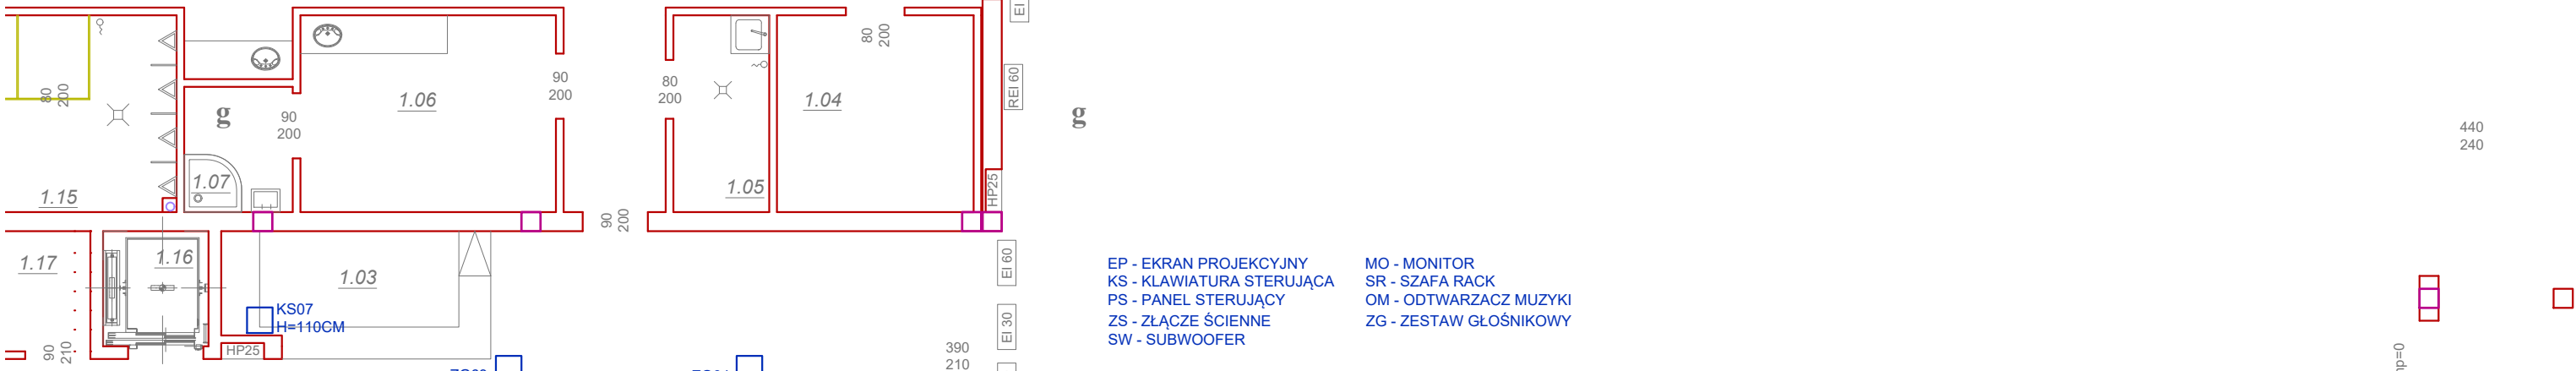 EI
80
200
REI 60
90
200
80
200
80
200
1.06
1.04
g
g
90
200
440
240
1.07
1.05
HP25
1.15
90
200
1.17
1.16
1.03
EI 60
EP - EKRAN PROJEKCYJNY
KS - KLAWIATURA STERUJĄCA
PS - PANEL STERUJĄCY
ZS - ZŁĄCZE ŚCIENNE
SW - SUBWOOFER
MO - MONITOR
SR - SZAFA RACK
OM - ODTWARZACZ MUZYKI
ZG - ZESTAW GŁOŚNIKOWY
KS07
H=110CM
EI 30
90
210
HP25
390
210